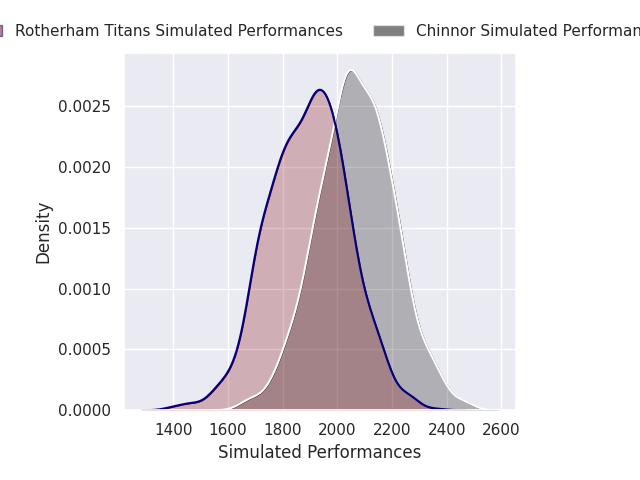 Rotherham Titans Simulated Performances Chinnor Simulated
0.0025
0.0020
0.0015
0.0010
0.0005
0.0000
Density
1400 1600 1800 2000 2200 2400 2600
Simulated Performances